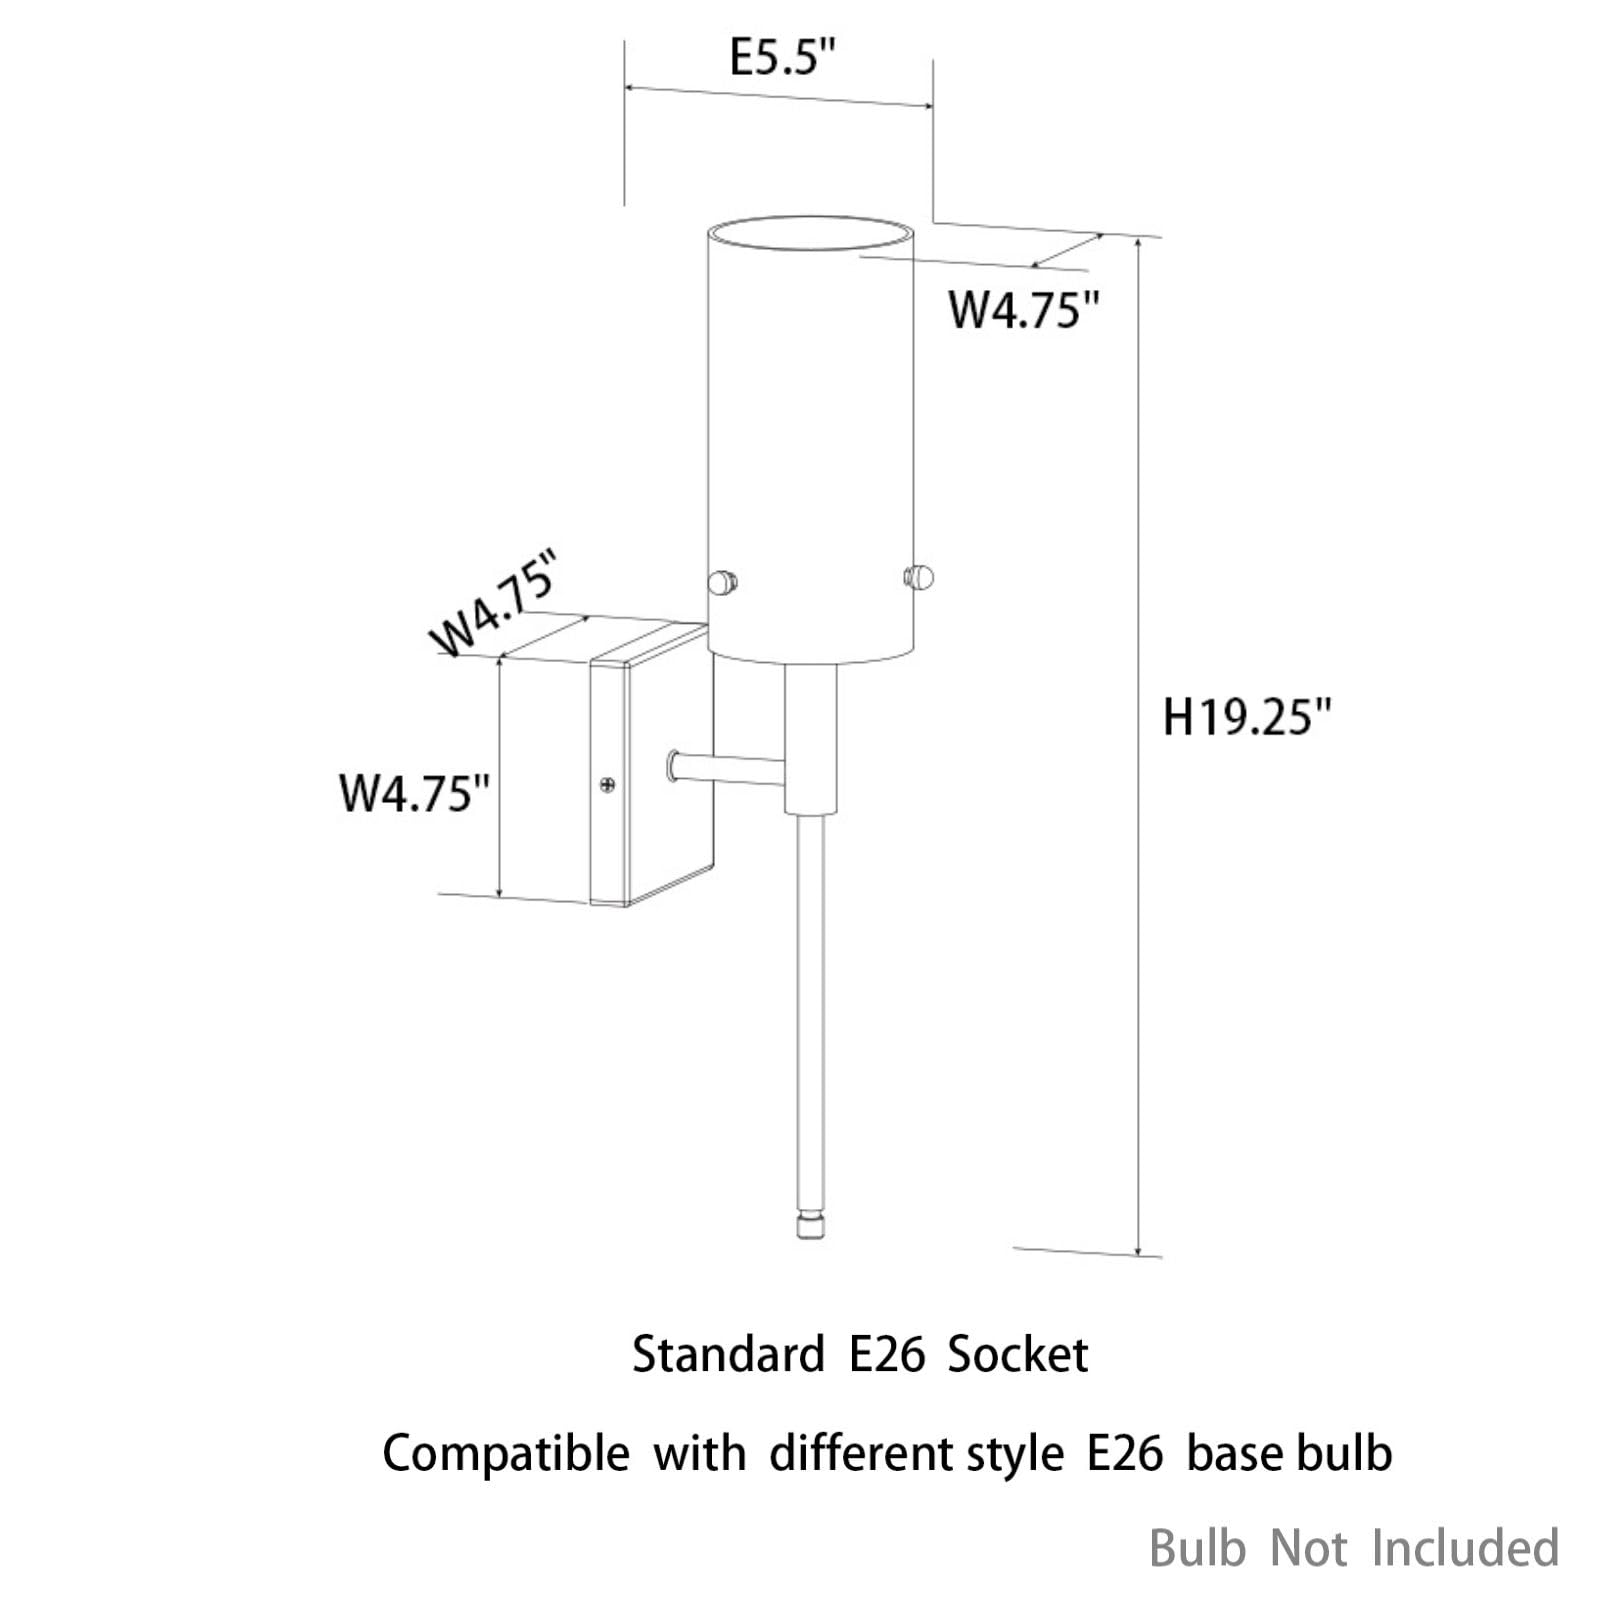 E5.5"
W4.75"
W4.75"
W4.75"
H19.25"
Standard E26 Socket
Compatible with different style E26 base bulb
Bulb Not Included